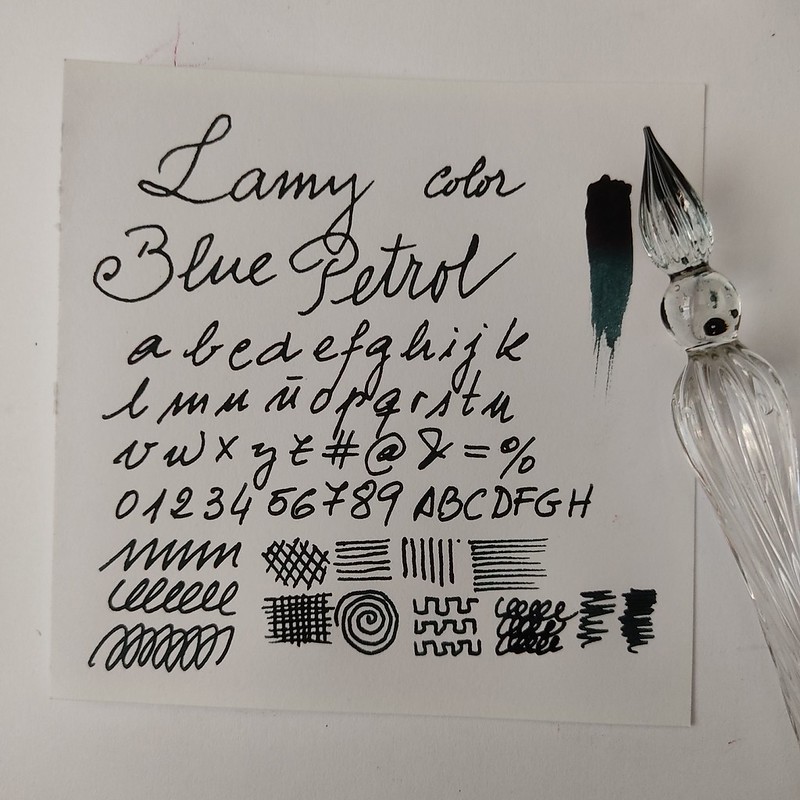 Lamy color
Blue Petrol
a b c d e f g h i j k
l m n ñ o p q r s t u
v w x y z # @ & = %
0 1 2 3 4 5 6 7 8 9 A B C D F G H